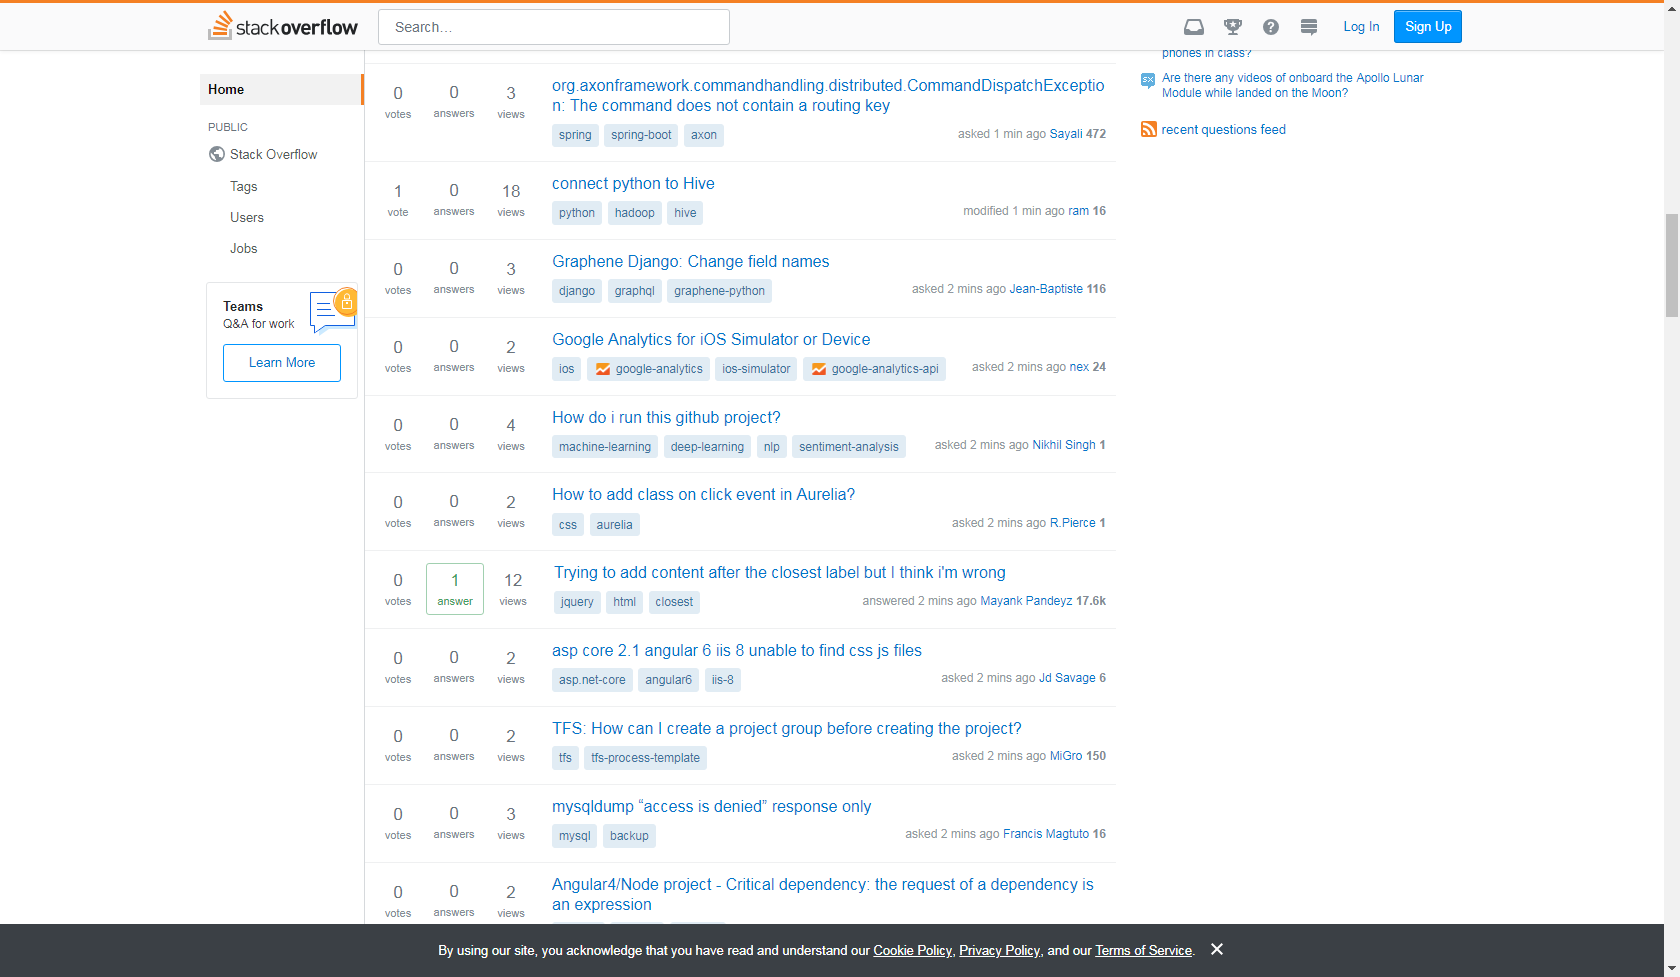 stackoverflow
Search…
Log In
Sign Up
Home
PUBLIC
Stack Overflow
Tags
Users
Jobs
Teams
Q&A for work
Learn More
0 votes
0 answers
3 views
org.axonframework.commandhandling.distributed.CommandDispatchExceptio
n: The command does not contain a routing key
spring spring-boot axon
asked 1 min ago Sayali 472
1 vote
0 answers
18 views
connect python to Hive
python hadoop hive
modified 1 min ago ram 16
0 votes
0 answers
3 views
Graphene Django: Change field names
django graphql graphene-python
asked 2 mins ago Jean-Baptiste 116
0 votes
0 answers
2 views
Google Analytics for iOS Simulator or Device
ios google-analytics ios-simulator google-analytics-api
asked 2 mins ago nex 24
0 votes
0 answers
4 views
How do i run this github project?
machine-learning deep-learning nlp sentiment-analysis
asked 2 mins ago Nikhil Singh 1
0 votes
0 answers
2 views
How to add class on click event in Aurelia?
css aurelia
asked 2 mins ago R.Pierce 1
0 votes
1 answer
12 views
Trying to add content after the closest label but I think i'm wrong
jquery html closest
answered 2 mins ago Mayank Pandeyz 17.6k
0 votes
0 answers
2 views
asp core 2.1 angular 6 iis 8 unable to find css js files
asp.net-core angular6 iis-8
asked 2 mins ago Jd Savage 6
0 votes
0 answers
2 views
TFS: How can I create a project group before creating the project?
tfs tfs-process-template
asked 2 mins ago MiGro 150
0 votes
0 answers
3 views
mysqldump “access is denied” response only
mysql backup
asked 2 mins ago Francis Magtuto 16
0 votes
0 answers
2 views
Angular4/Node project - Critical dependency: the request of a dependency is
an expression
phones in class?
Are there any videos of onboard the Apollo Lunar
Module while landed on the Moon?
recent questions feed
By using our site, you acknowledge that you have read and understand our Cookie Policy, Privacy Policy, and our Terms of Service.